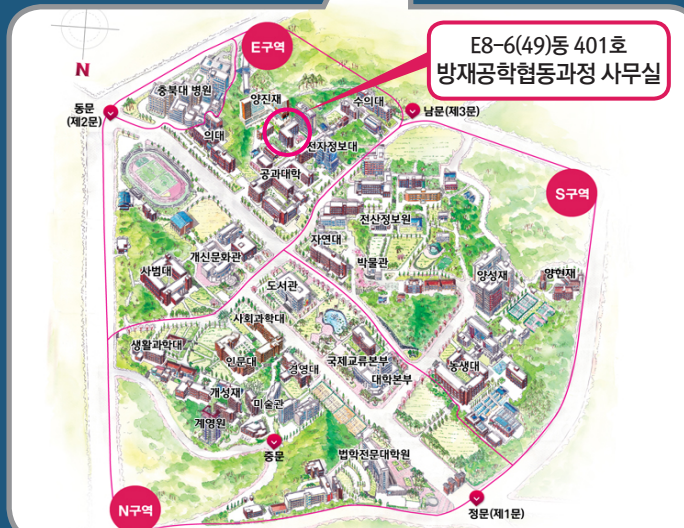 E8-6(49)동 401호
방재공학협동과정 사무실
N
E구역
동문
(제2문)
충북대 병원
양진재
수의대
남문(제3문)
의대
전자정보대
공과대학
S구역
전산정보원
자연대
개신문화관
박물관
사범대
양성재
양현재
도서관
사회과학대
생활과학대
인문대
경영대
국제교류본부
대학본부
농생대
개성재
미술관
계영원
중문
법학전문대학원
정문(제1문)
N구역